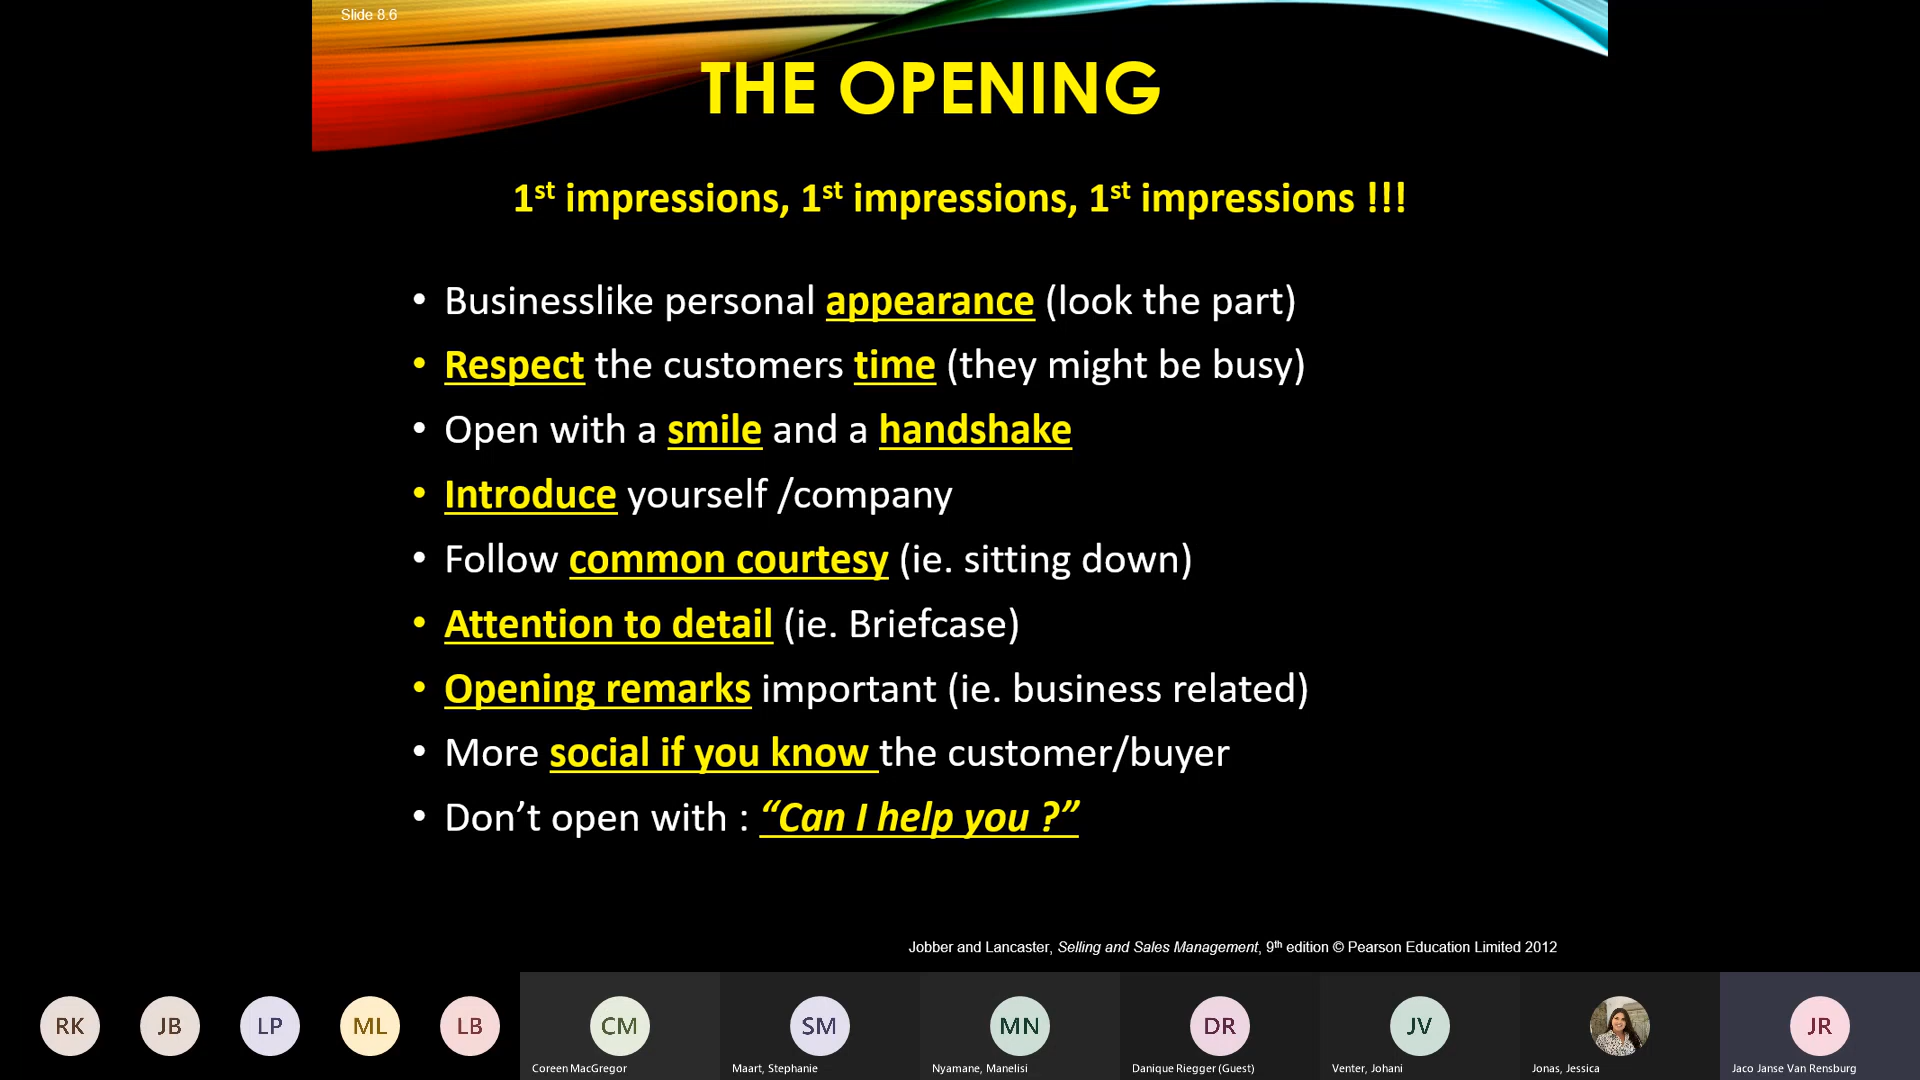 Slide 8.6
THE OPENING
1st impressions, 1st impressions, 1st impressions !!!
• Businesslike personal appearance (look the part)
• Respect the customers time (they might be busy)
• Open with a smile and a handshake
• Introduce yourself /company
• Follow common courtesy (ie. sitting down)
• Attention to detail (ie. Briefcase)
• Opening remarks important (ie. business related)
• More social if you know the customer/buyer
• Don’t open with : “Can I help you ?”
Jobber and Lancaster, Selling and Sales Management, 9th edition © Pearson Education Limited 2012
RK JB LP ML LB CM SM MN DR JV JR
Coreen MacGregor Maart, Stephanie Nyamane, Manelisi Danique Riegger (Guest) Venter, Johani Jonas, Jessica Jaco Janse Van Rensburg